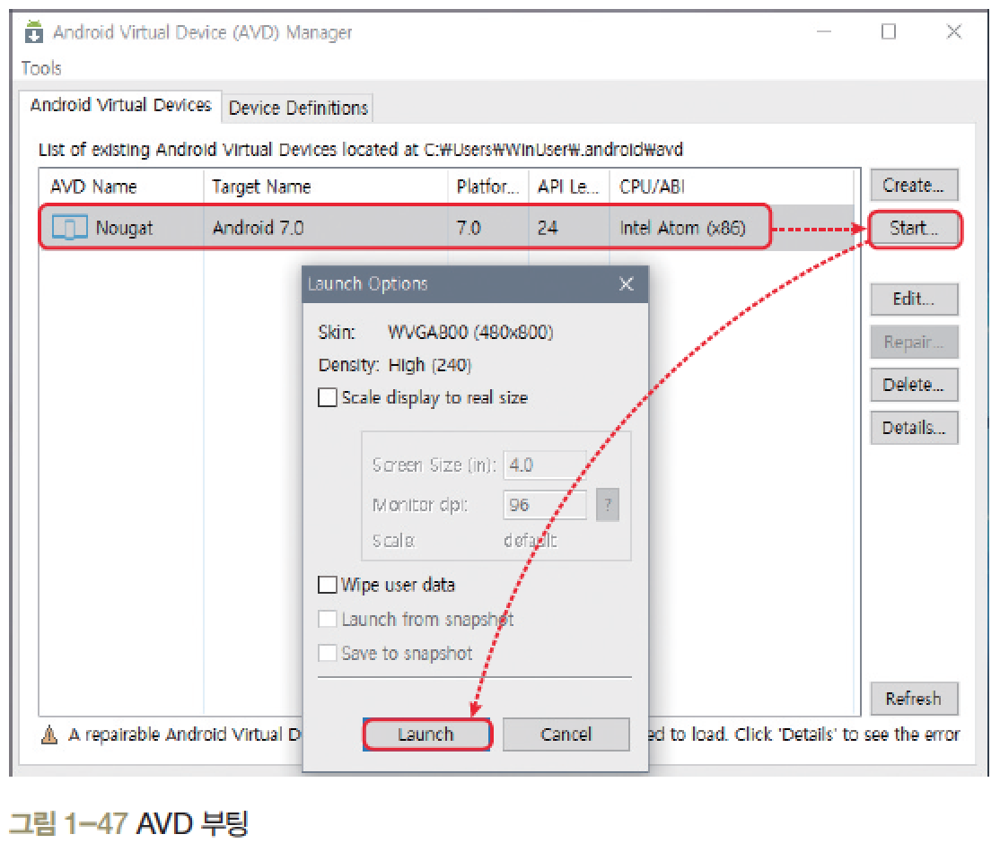 Android Virtual Device (AVD) Manager
Tools
Android Virtual Devices
Device Definitions
List of existing Android Virtual Devices located at C:₩Users₩WinUser₩.android₩avd
AVD Name Target Name Platfor... API Le... CPU/ABI
Create...
Nougat Android 7.0 7.0 24 Intel Atom (x86)
Start...
Edit...
Repair...
Delete...
Details...
Refresh
Launch Options
Skin: WVGA800 (480x800)
Density: High (240)
Scale display to real size
Screen Size (in): 4.0
Monitor dpi: 96 ?
Scale: default
Wipe user data
Launch from snapshot
Save to snapshot
Launch Cancel
A repairable Android Virtual D ed to load. Click 'Details' to see the error
그림 1-47 AVD 부팅